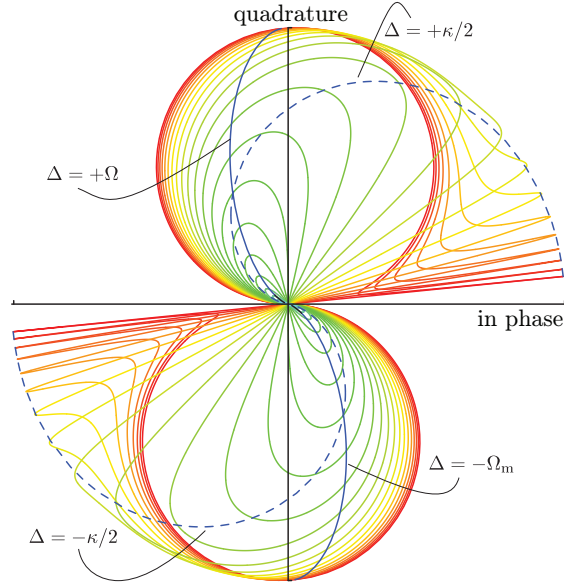 quadrature
Δ = +κ/2
Δ = +Ω
in phase
Δ = −Ωm
Δ = −κ/2